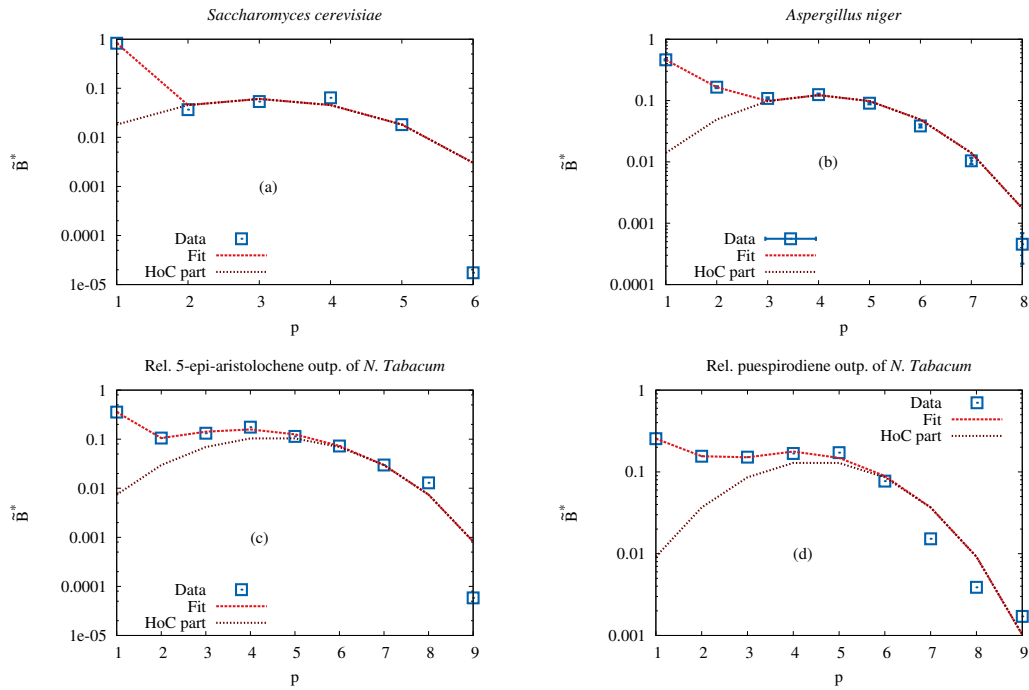 Saccharomyces cerevisiae
1
0.1
0.01
0.001
0.0001
1e-05
B̃*
(a)
Data
Fit
HoC part
1 2 3 4 5 6
p
Aspergillus niger
1
0.1
0.01
0.001
0.0001
B̃*
(b)
Data
Fit
HoC part
1 2 3 4 5 6 7 8
p
Rel. 5-epi-aristolochene outp. of N. Tabacum
1
0.1
0.01
0.001
0.0001
1e-05
B̃*
(c)
Data
Fit
HoC part
1 2 3 4 5 6 7 8 9
p
Rel. puespirodiene outp. of N. Tabacum
1
0.1
0.01
0.001
B̃*
Data
Fit
HoC part
(d)
1 2 3 4 5 6 7 8 9
p